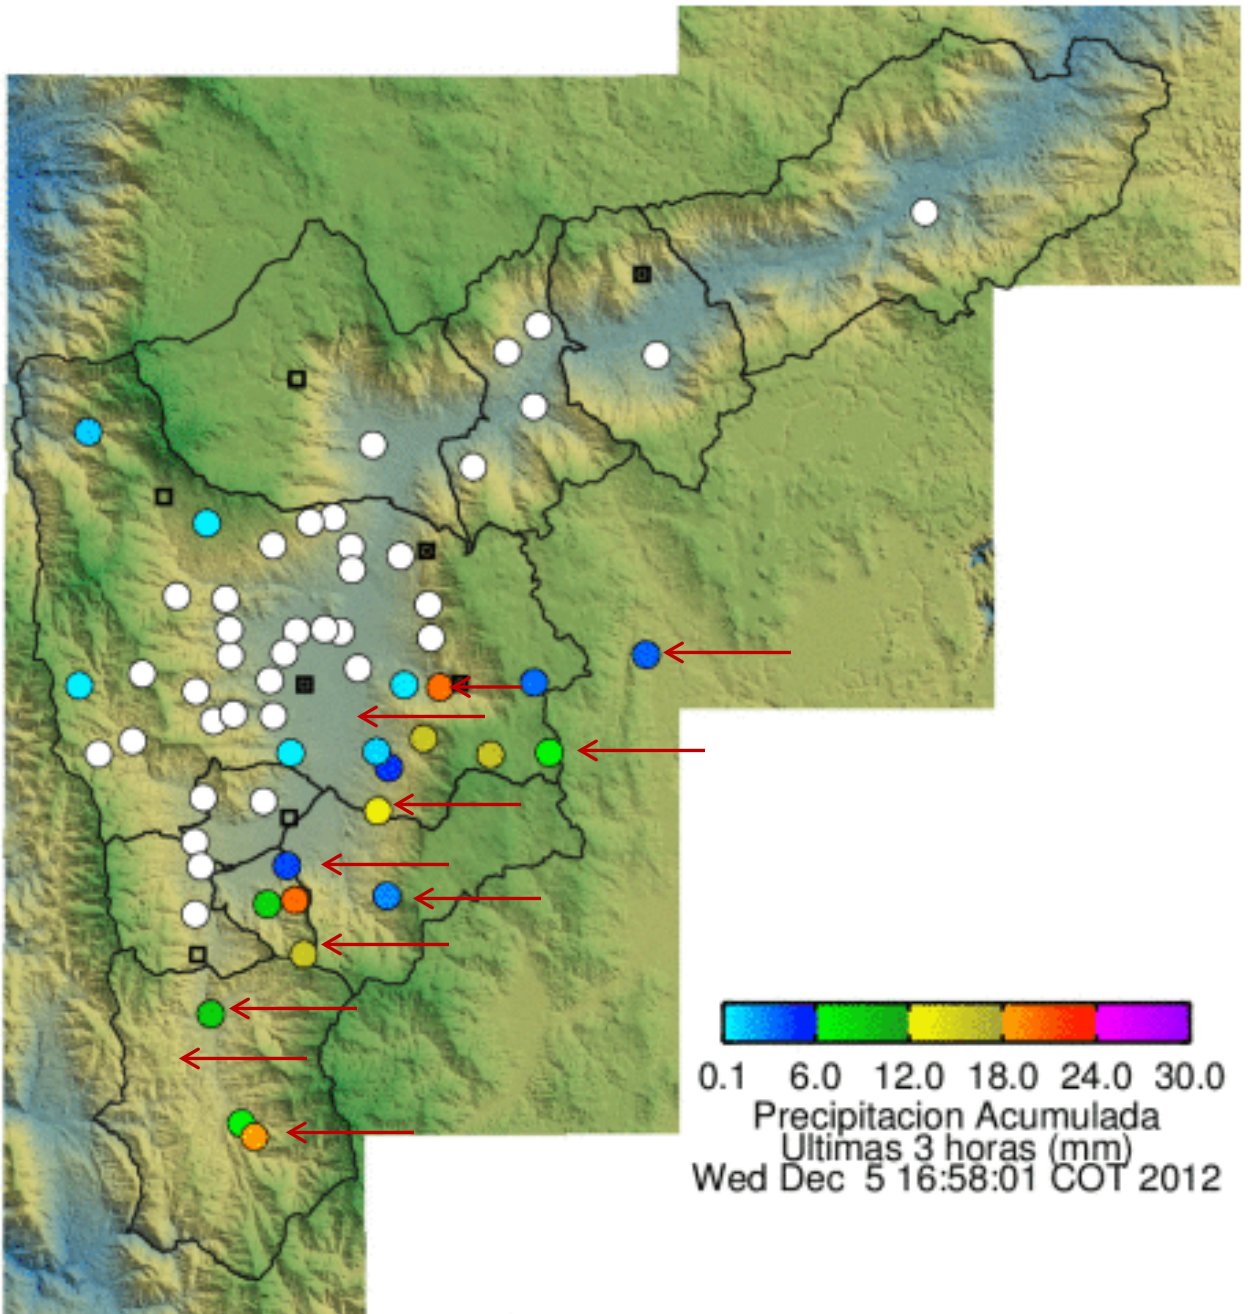 0.1 6.0 12.0 18.0 24.0 30.0
Precipitacion Acumulada
Ultimas 3 horas (mm)
Wed Dec 5 16:58:01 COT 2012